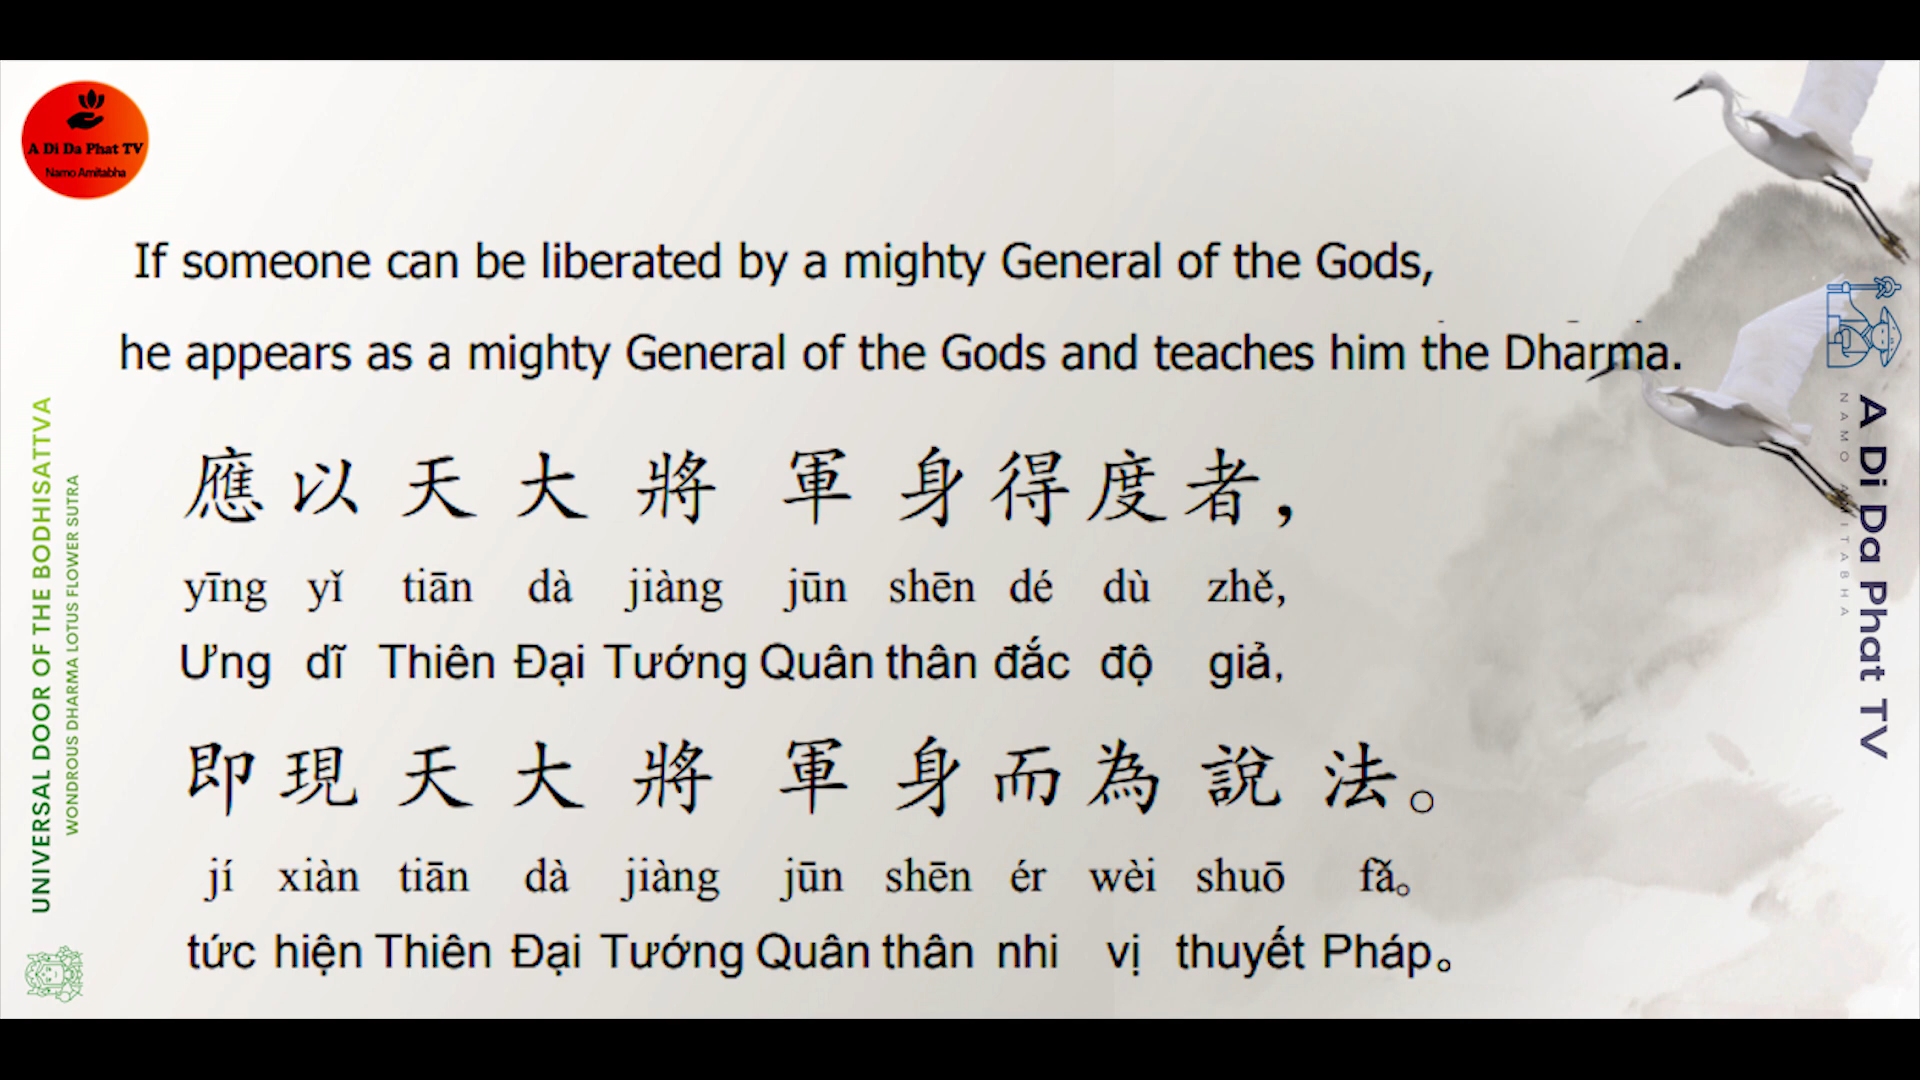 A Di Da Phat TV
Namo Amitabha
If someone can be liberated by a mighty General of the Gods,
he appears as a mighty General of the Gods and teaches him the Dharma.
應以天大將軍身得度者，
yīng yǐ tiān dà jiàng jūn shēn dé dù zhě,
Ưng dĩ Thiên Đại Tướng Quân thân đắc độ giả,
即現天大將軍身而為說法。
jí xiàn tiān dà jiàng jūn shēn ér wèi shuō fǎ。
tức hiện Thiên Đại Tướng Quân thân nhi vị thuyết Pháp。
UNIVERSAL DOOR OF THE BODHISATTVA
WONDROUS DHARMA LOTUS FLOWER SUTRA
A Di Da Phat TV
NAMO AMITABHA